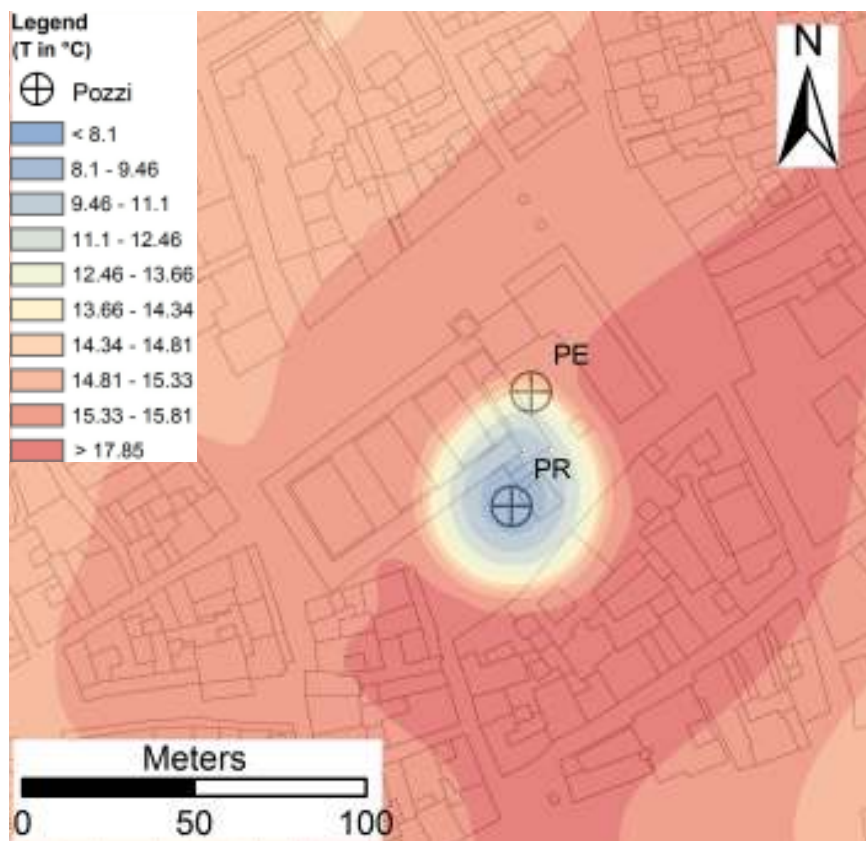 Legend
(T in °C)
Pozzi
< 8.1
8.1 - 9.46
9.46 - 11.1
11.1 - 12.46
12.46 - 13.66
13.66 - 14.34
14.34 - 14.81
14.81 - 15.33
15.33 - 15.81
> 17.85
N
PE
PR
Meters
0 50 100